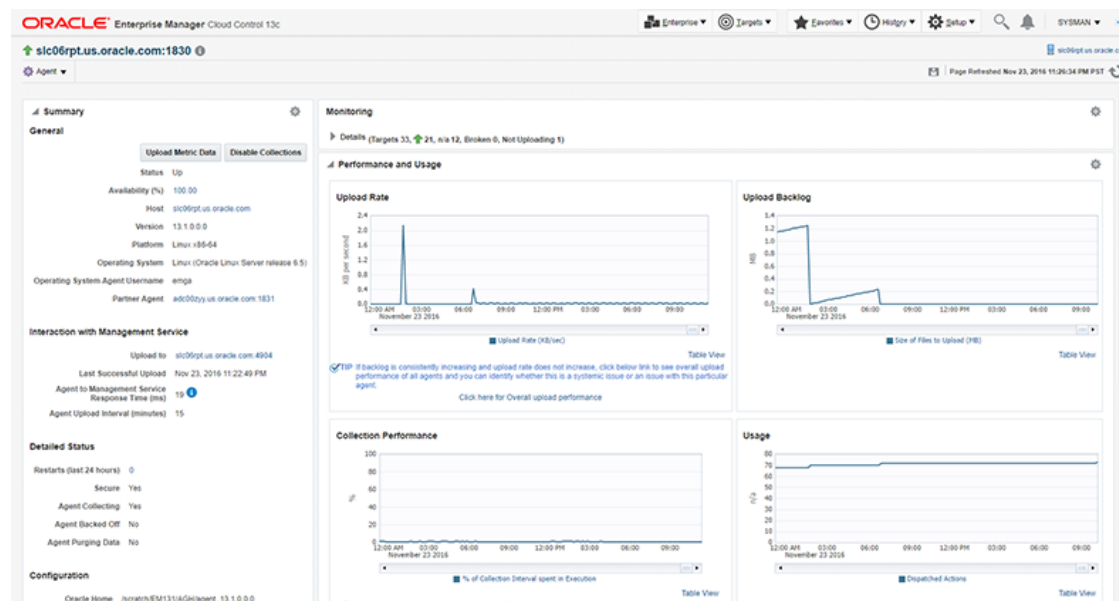 ORACLE® Enterprise Manager Cloud Control 13c
Enterprise ▼ Targets ▼ Favorites ▼ History ▼ Setup ▼ SYSMAN ▼
slc06rpt.us.oracle.com:1830
slc06rpt.us.oracle.c
Agent ▼
Page Refreshed Nov 23, 2016 11:26:34 PM PST
Summary
General
Upload Metric Data Disable Collections
Status Up
Availability (%) 100.00
Host slc06rpt.us.oracle.com
Version 13.1.0.0.0
Platform Linux x86-64
Operating System Linux (Oracle Linux Server release 6.5)
Operating System Agent Username emga
Partner Agent adc00zyy.us.oracle.com:1831
Interaction with Management Service
Upload to slc06rpt.us.oracle.com:4904
Last Successful Upload Nov 23, 2016 11:22:49 PM
Agent to Management Service
Response Time (ms) 19
Agent Upload Interval (minutes) 15
Detailed Status
Restarts (last 24 hours) 0
Secure Yes
Agent Collecting Yes
Agent Backed Off No
Agent Purging Data No
Configuration
Oracle Home /scratch/EM131/AGH/agent_13.1.0.0.0
Monitoring
Details (Targets 33, 21, n/a 12, Broken 0, Not Uploading 1)
Performance and Usage
Upload Rate
KB per second
2.4
2.0
1.6
1.2
0.8
0.4
0.0
12:00 AM 03:00 06:00 09:00 12:00 PM 03:00 06:00 09:00
November 23 2016
Upload Rate (KB/sec)
Table View
TIP If backlog is consistently increasing and upload rate does not increase, click below link to see overall upload
performance of all agents and you can identify whether this is a systemic issue or an issue with this particular
agent.
Click here for Overall upload performance
Upload Backlog
MB
1.4
1.2
1.0
0.8
0.6
0.4
0.2
0.0
12:00 AM 03:00 06:00 09:00 12:00 PM 03:00 06:00 09:00
November 23 2016
Size of Files to Upload (MB)
Table View
Collection Performance
%
100
80
60
40
20
0
12:00 AM 03:00 06:00 09:00 12:00 PM 03:00 06:00 09:00
November 23 2016
% of Collection Interval spent in Execution
Table View
Usage
n/a
80
70
60
50
40
30
20
10
0
12:00 AM 03:00 06:00 09:00 12:00 PM 03:00 06:00 09:00
November 23 2016
Dispatched Actions
Table View